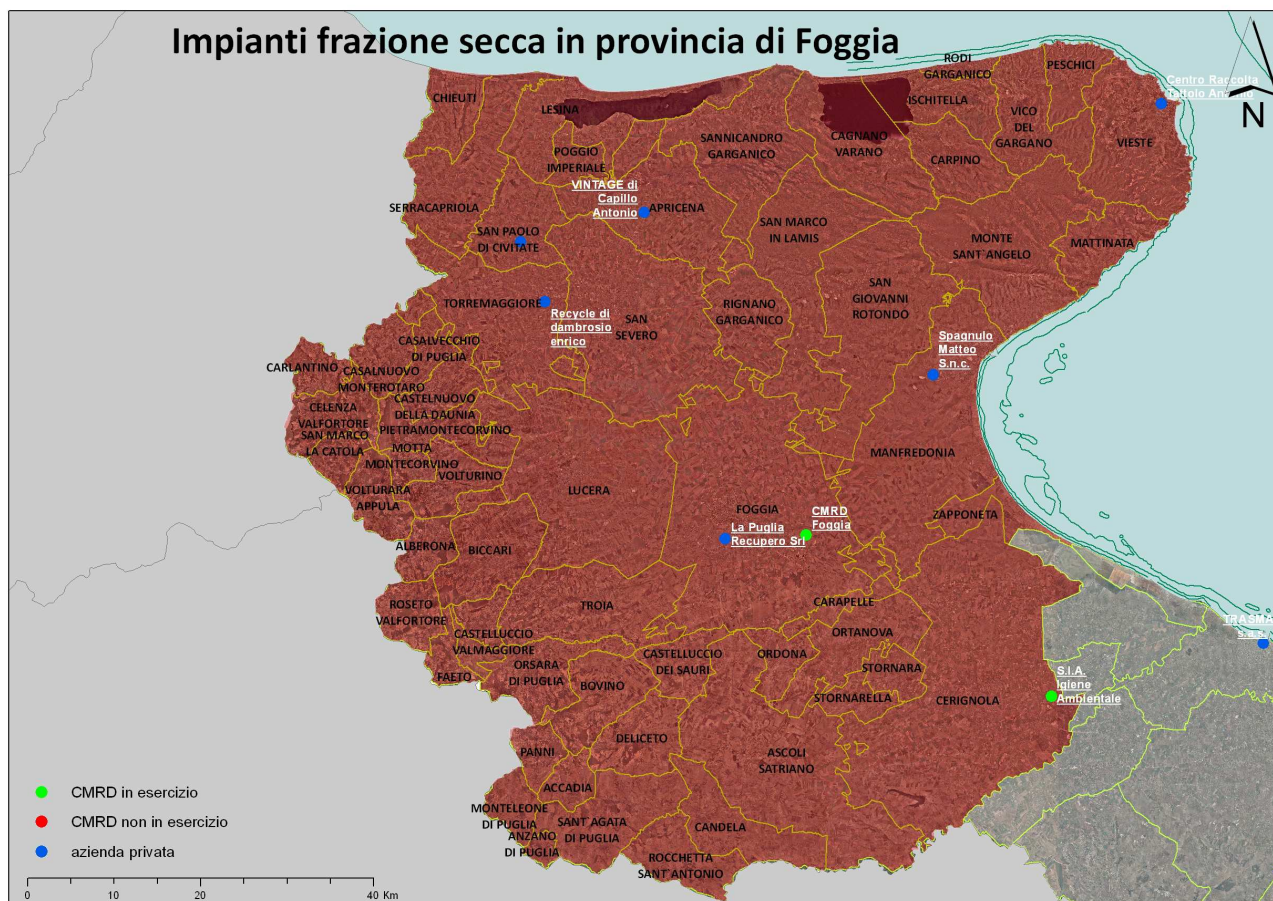 Impianti frazione secca in provincia di Foggia
RODI
GARGANICO
PESCHICI
Centro Raccolta
N
CHIEUTI
LESINA
ISCHITELLA
VICO
DEL
GARGANO
VIESTE
SANNICANDRO
GARGANICO
CAGNANO
VARANO
CARPINO
POGGIO
IMPERIALE
VINTAGE di
Capillo
Antonio
APRICENA
SERRACAPRIOLA
SAN PAOLO
DI CIVITATE
SAN MARCO
IN LAMIS
MONTE
SANT`ANGELO
MATTINATA
TORREMAGGIORE
Recycle di
dambrosio
enrico
SAN
SEVERO
RIGNANO
GARGANICO
SAN
GIOVANNI
ROTONDO
Spagnulo
Matteo
S.n.c.
CASALVECCHIO
DI PUGLIA
CARLANTINO
CASALNUOVO
MONTEROTARO
CELENZA
VALFORTORE
CASTELNUOVO
DELLA DAUNIA
PIETRAMONTECORVINO
SAN MARCO
LA CATOLA
MOTTA
MONTECORVINO
VOLTURINO
VOLTURARA
APPULA
LUCERA
MANFREDONIA
FOGGIA
La Puglia
Recupero Srl
CMRD
Foggia
ZAPPONETA
ALBERONA
BICCARI
ROSETO
VALFORTORE
TROIA
CARAPELLE
ORTANOVA
CASTELLUCCIO
VALMAGGIORE
CASTELLUCCIO
DEI SAURI
ORDONA
STORNARA
STORNARELLA
FAETO
ORSARA
DI PUGLIA
BOVINO
CERIGNOLA
S.I.A.
Igiene
Ambientale
TRASMA
s.a.s.
DELICETO
PANNI
ASCOLI
SATRIANO
ACCADIA
MONTELEONE
DI PUGLIA
ANZANO
DI PUGLIA
SANT`AGATA
DI PUGLIA
CANDELA
ROCCHETTA
SANT`ANTONIO
CMRD in esercizio
CMRD non in esercizio
azienda privata
0 10 20 40 Km